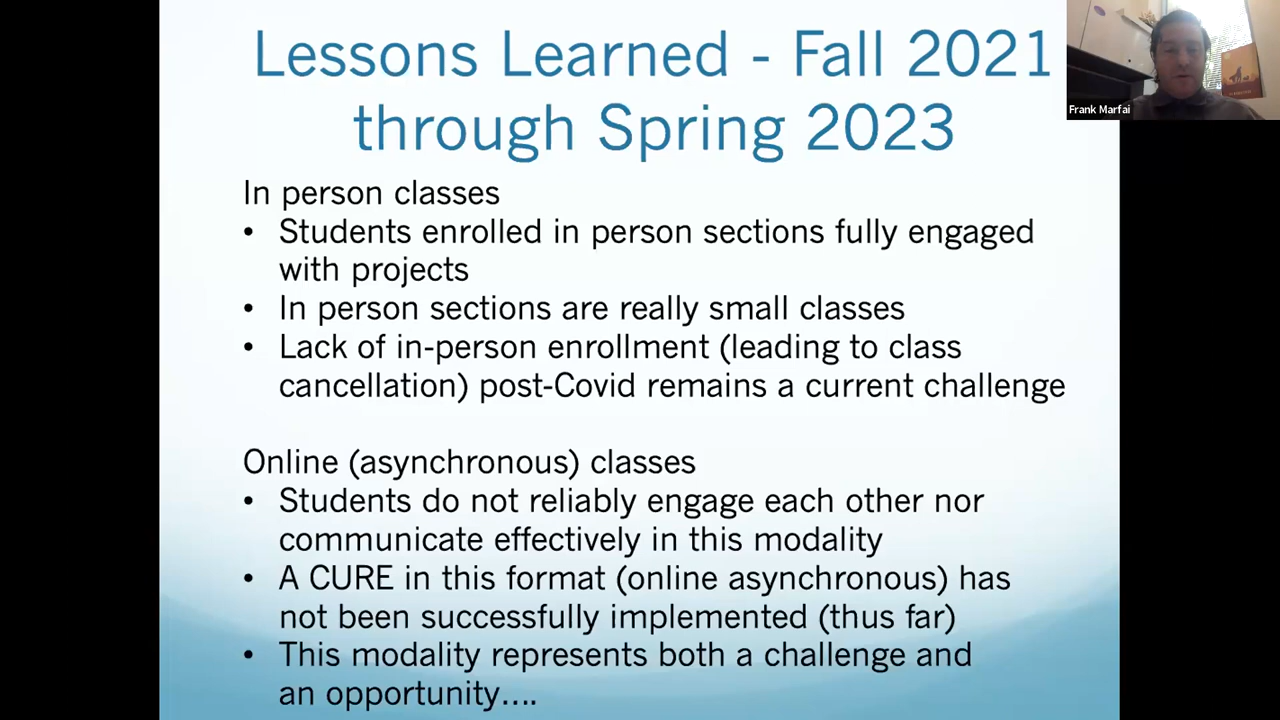 Lessons Learned - Fall 2021
through Spring 2023
Frank Marfai
In person classes
• Students enrolled in person sections fully engaged
with projects
• In person sections are really small classes
• Lack of in-person enrollment (leading to class
cancellation) post-Covid remains a current challenge
Online (asynchronous) classes
• Students do not reliably engage each other nor
communicate effectively in this modality
• A CURE in this format (online asynchronous) has
not been successfully implemented (thus far)
• This modality represents both a challenge and
an opportunity….